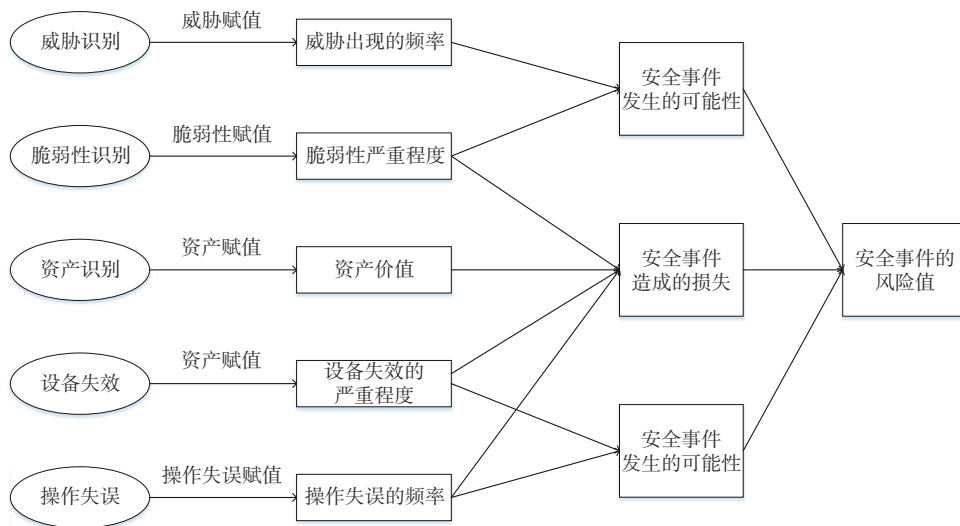 威胁识别
威胁赋值
威胁出现的频率
脆弱性识别
脆弱性赋值
脆弱性严重程度
资产识别
资产赋值
资产价值
设备失效
资产赋值
设备失效的
严重程度
操作失误
操作失误赋值
操作失误的频率
安全事件
发生的可能性
安全事件
造成的损失
安全事件
发生的可能性
安全事件的
风险值